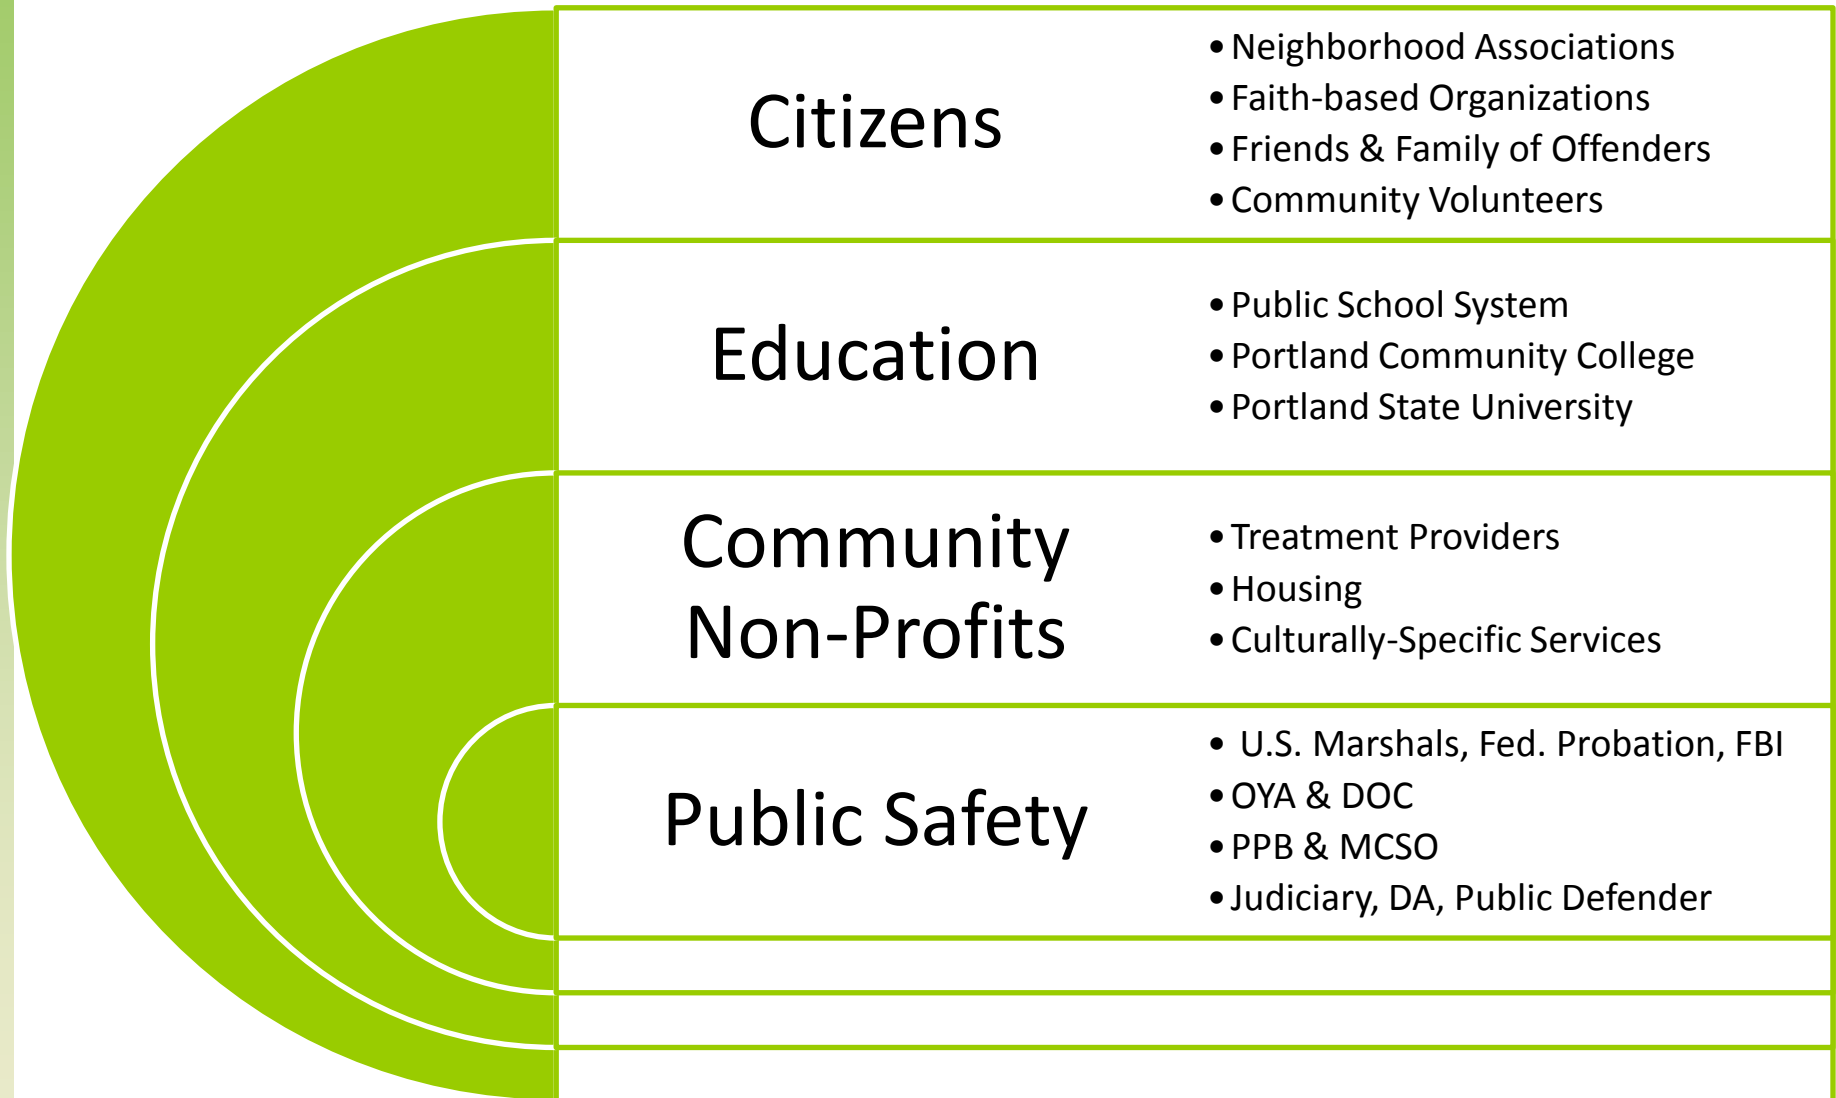 Citizens
• Neighborhood Associations
• Faith-based Organizations
• Friends & Family of Offenders
• Community Volunteers
Education
• Public School System
• Portland Community College
• Portland State University
Community
Non-Profits
• Treatment Providers
• Housing
• Culturally-Specific Services
Public Safety
• U.S. Marshals, Fed. Probation, FBI
• OYA & DOC
• PPB & MCSO
• Judiciary, DA, Public Defender